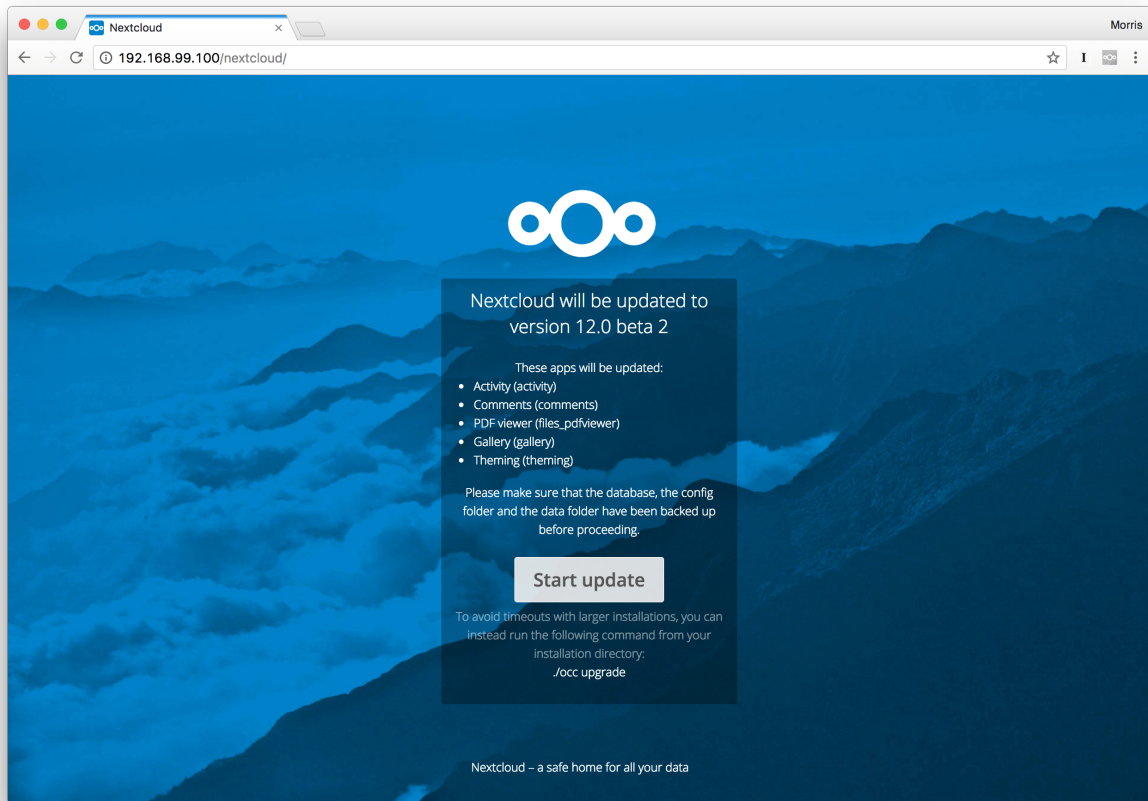 Nextcloud
Morris
192.168.99.100/nextcloud/
I
Nextcloud will be updated to
version 12.0 beta 2
These apps will be updated:
• Activity (activity)
• Comments (comments)
• PDF viewer (files_pdfviewer)
• Gallery (gallery)
• Theming (theming)
Please make sure that the database, the config
folder and the data folder have been backed up
before proceeding.
Start update
To avoid timeouts with larger installations, you can
instead run the following command from your
installation directory:
./occ upgrade
Nextcloud – a safe home for all your data